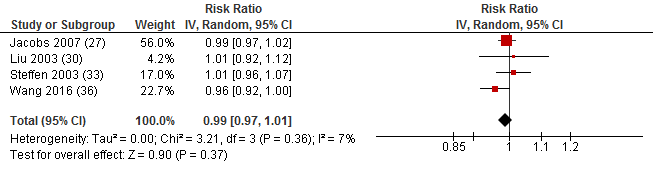 Risk Ratio Risk Ratio
Study or Subgroup Weight IV, Random, 95% CI IV, Random, 95% CI
Jacobs 2007 (27) 56.0% 0.99 [0.97, 1.02]
Liu 2003 (30) 4.2% 1.01 [0.92, 1.12]
Steffen 2003 (33) 17.0% 1.01 [0.96, 1.07]
Wang 2016 (36) 22.7% 0.96 [0.92, 1.00]
Total (95% CI) 100.0% 0.99 [0.97, 1.01]
Heterogeneity: Tau² = 0.00; Chi² = 3.21, df = 3 (P = 0.36); I² = 7%
Test for overall effect: Z = 0.90 (P = 0.37)
0.85 1 1.1 1.2